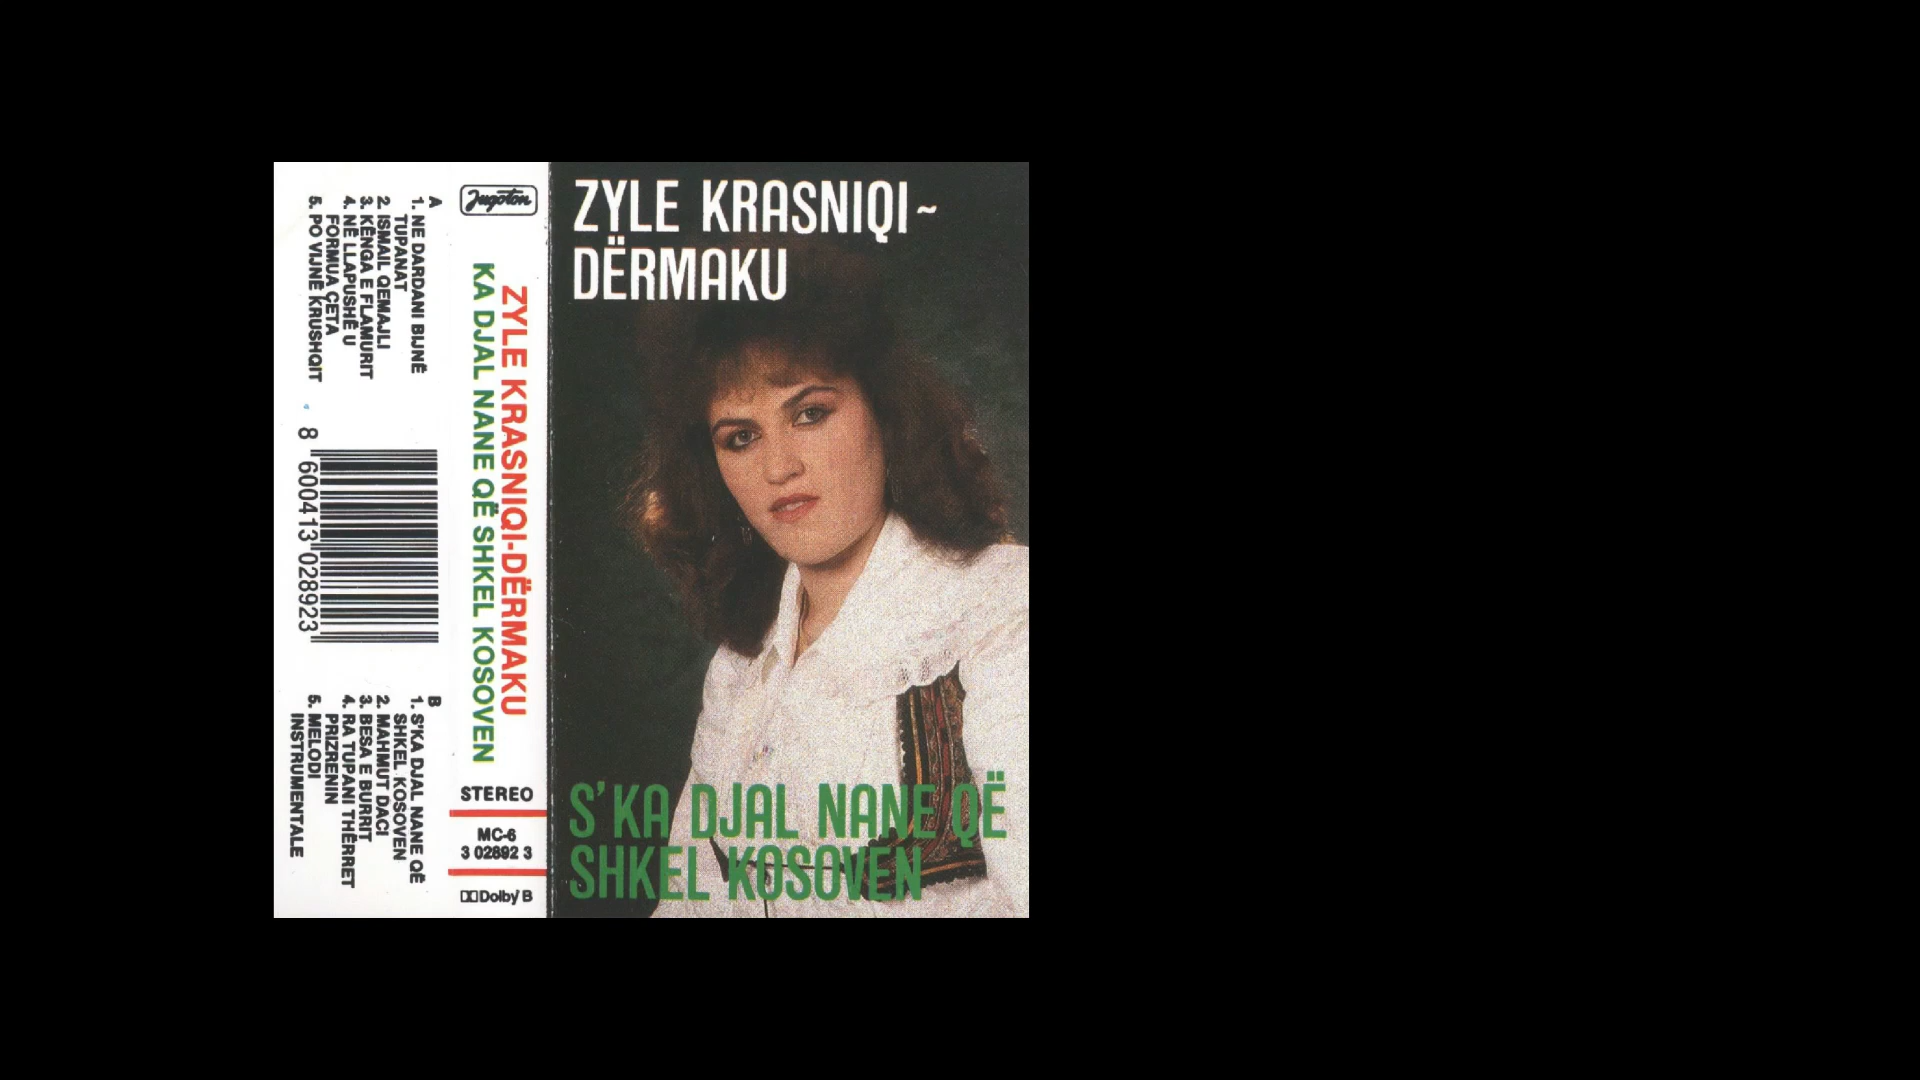 A
1. NE DARDANI BIJNË
TUPANAT
2. ISMAIL QEMAJLI
3. KËNGA E FLAMURIT
4. NË LLAPUSHË U
FORMUA ÇETA
5. PO VIJNË KRUSHQIT
8 600413 028923
B
1. S'KA DJAL NANE QË
SHKEL KOSOVEN
2. MAHMUT DACI
3. BESA E BURRIT
4. RA TUPANI THËRRET
PRIZRIENIN
5. MELODI
INSTRUMENTALE
Jugoton
ZYLE KRASNIQI-DËRMAKU
KA DJAL NANE QË SHKEL KOSOVEN
STEREO
MC-6
3 02892 3
Dolby B
ZYLE KRASNIQI~
DËRMAKU
S'KA DJAL NANE QË
SHKEL KOSOVEN